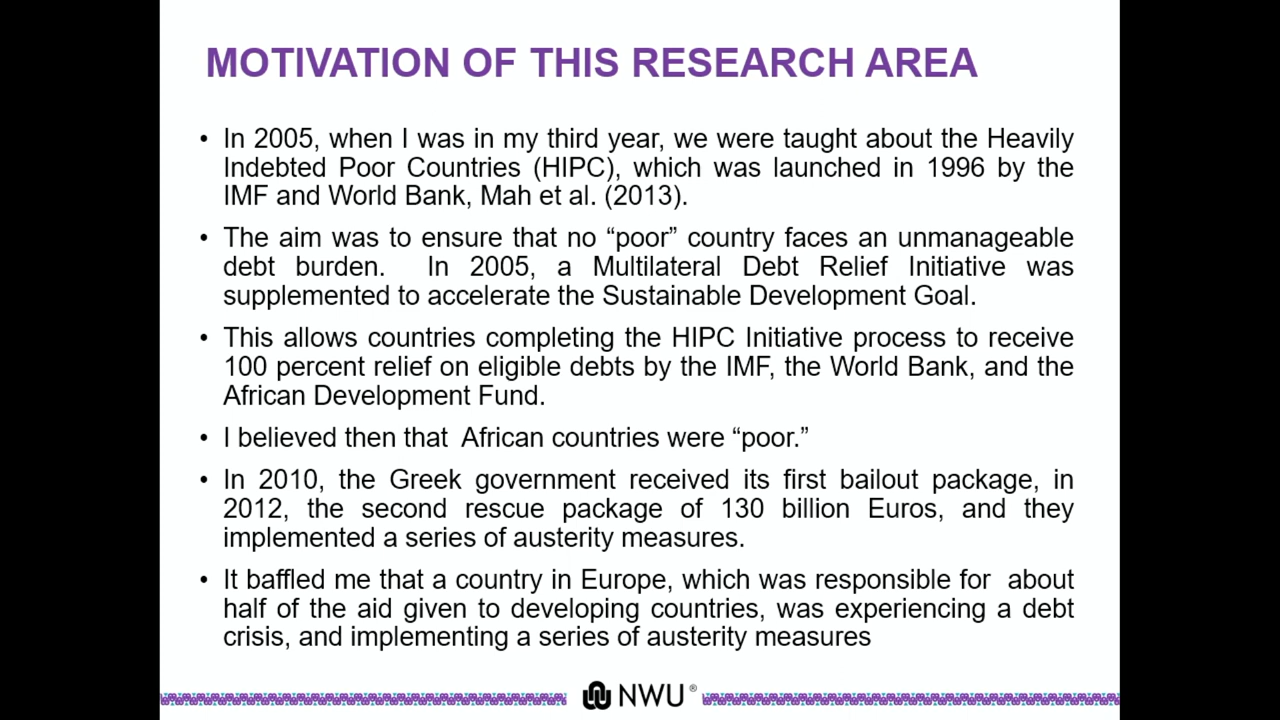 MOTIVATION OF THIS RESEARCH AREA
• In 2005, when I was in my third year, we were taught about the Heavily
Indebted Poor Countries (HIPC), which was launched in 1996 by the
IMF and World Bank, Mah et al. (2013).
• The aim was to ensure that no “poor” country faces an unmanageable
debt burden.  In 2005, a Multilateral Debt Relief Initiative was
supplemented to accelerate the Sustainable Development Goal.
• This allows countries completing the HIPC Initiative process to receive
100 percent relief on eligible debts by the IMF, the World Bank, and the
African Development Fund.
• I believed then that  African countries were “poor.”
• In 2010, the Greek government received its first bailout package, in
2012, the second rescue package of 130 billion Euros, and they
implemented a series of austerity measures.
• It baffled me that a country in Europe, which was responsible for  about
half of the aid given to developing countries, was experiencing a debt
crisis, and implementing a series of austerity measures
NWU®